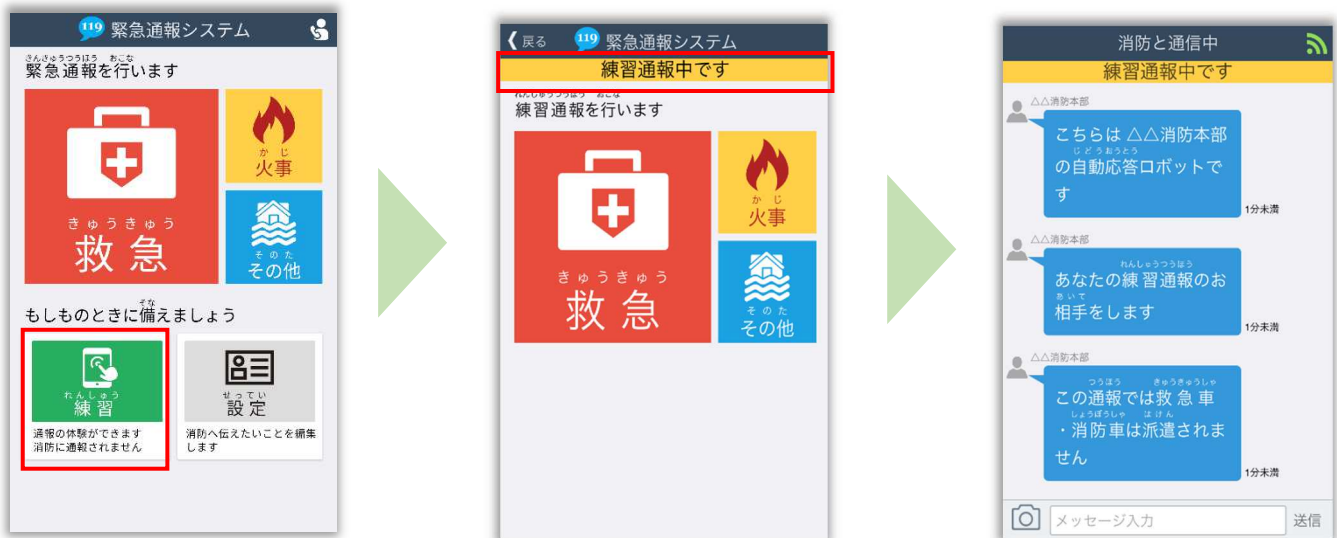 119 緊急通報システム
きんきゅうつうほう おこな
緊急通報を行います
きゅうきゅう
救急
かじ
火事
そのた
その他
そな
もしものときに備えましょう
れんしゅう
練習
通報の体験ができます
消防に通報されません
せってい
設定
消防へ伝えたいことを編集
します
戻る 119 緊急通報システム
練習通報中です
れんしゅうつうほう おこな
練習通報を行います
きゅうきゅう
救急
かじ
火事
そのた
その他
消防と通信中
練習通報中です
△△消防本部
こちらは △△消防本部
じどうおうとう
の自動応答ロボットで
す
1分未満
△△消防本部
れんしゅうつうほう
あなたの練習通報のお
あいて
相手をします
1分未満
△△消防本部
つうほう きゅうきゅうしゃ
この通報では救急車
しょうぼうしゃ はけん
・消防車は派遣されま
せん
1分未満
メッセージ入力 送信